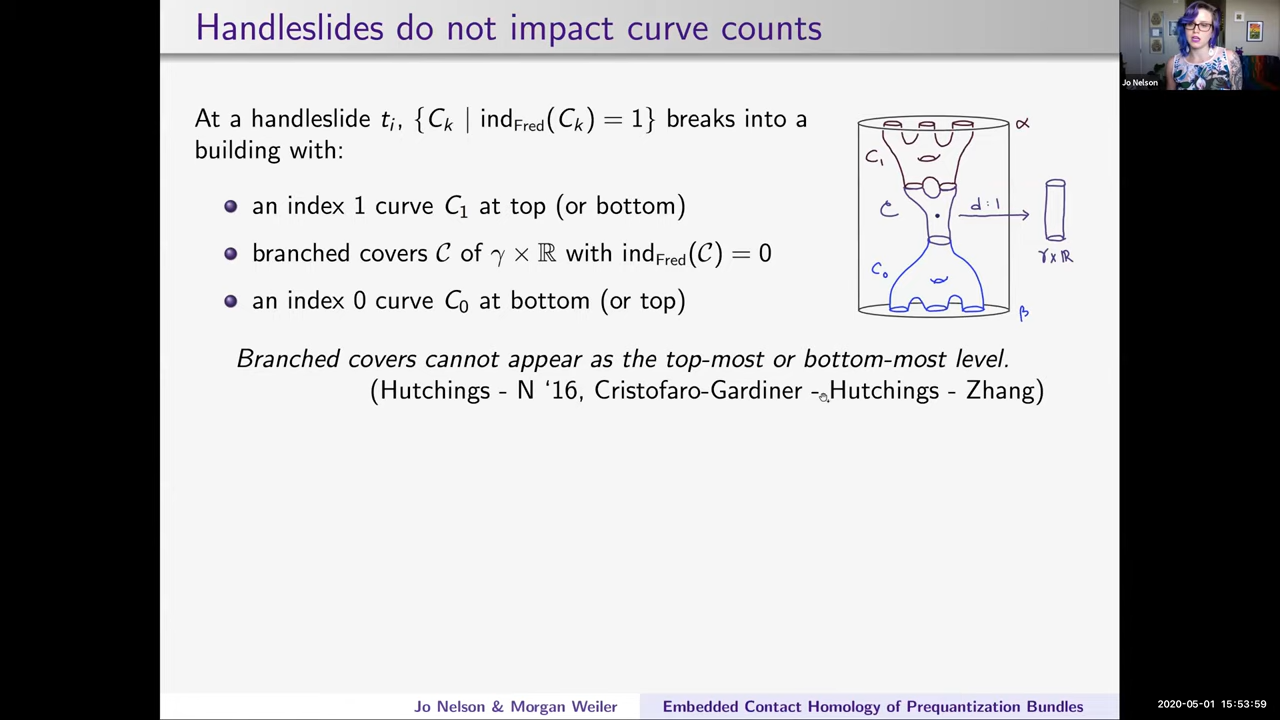 Handleslides do not impact curve counts
At a handleslide tᵢ, {Cₖ | ind_Fred(Cₖ) = 1} breaks into a
building with:
an index 1 curve C₁ at top (or bottom)
branched covers 𝒞 of γ × ℝ with ind_Fred(𝒞) = 0
an index 0 curve C₀ at bottom (or top)
Branched covers cannot appear as the top-most or bottom-most level.
(Hutchings - N ‘16, Cristofaro-Gardiner - Hutchings - Zhang)
α
C₁
𝒞
d:1
γ×ℝ
C₀
β
Jo Nelson
Jo Nelson & Morgan Weiler
Embedded Contact Homology of Prequantization Bundles
2020-05-01 15:53:59